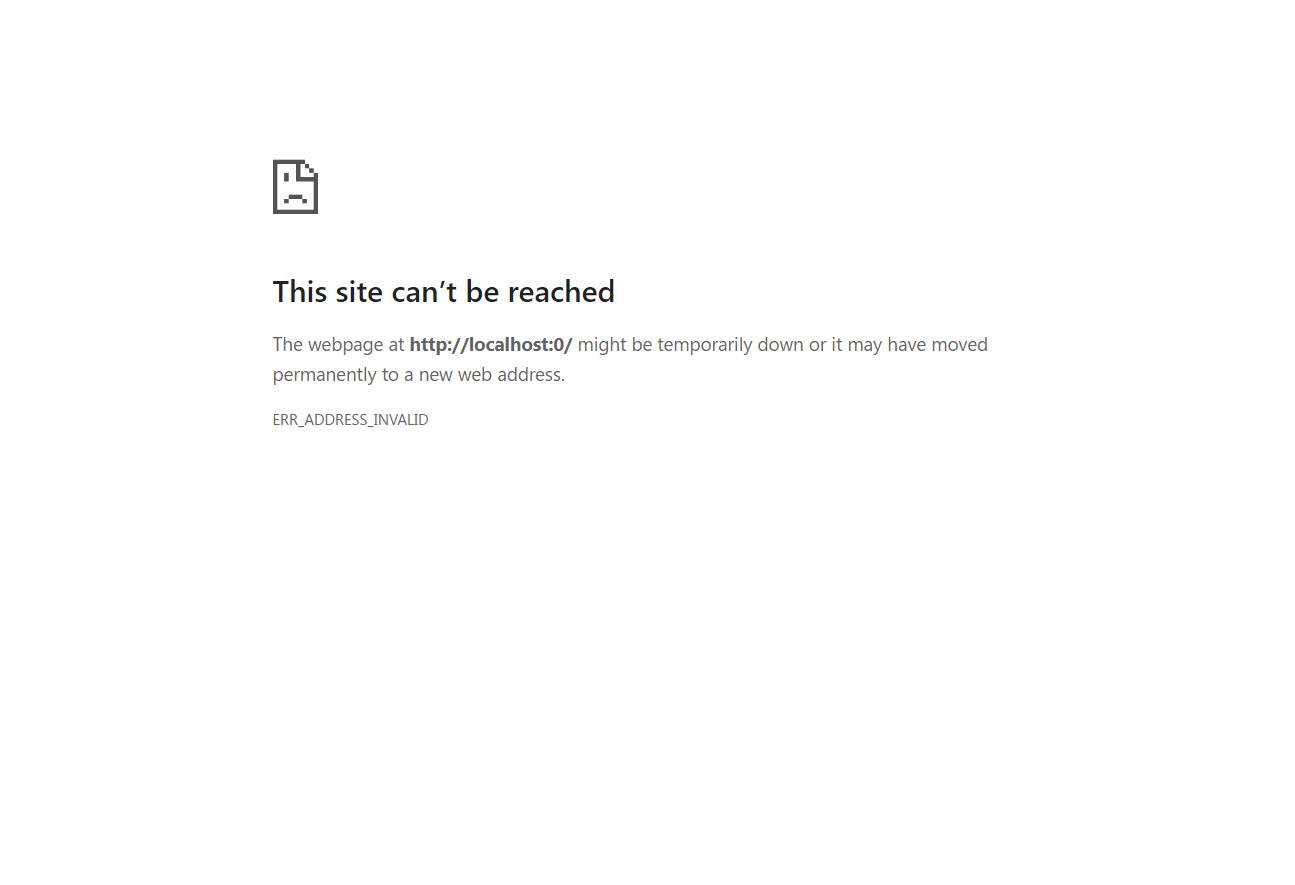 This site can’t be reached
The webpage at http://localhost:0/ might be temporarily down or it may have moved
permanently to a new web address.
ERR_ADDRESS_INVALID